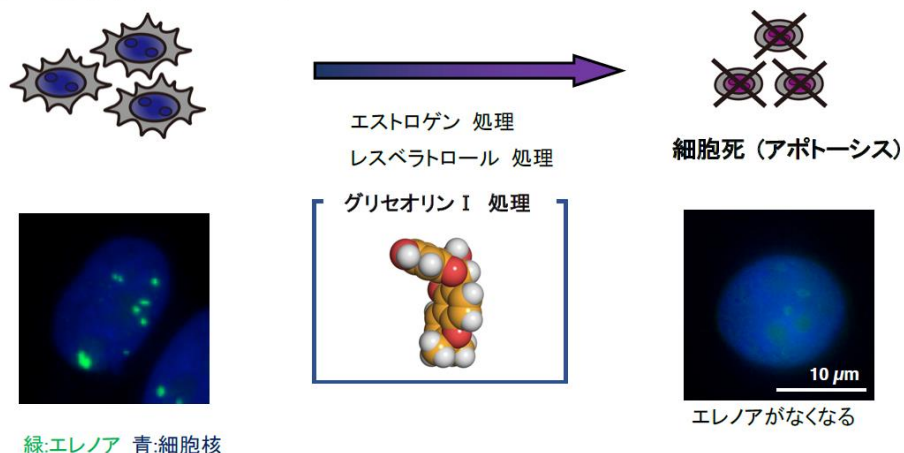 エストロゲン 処理
レスベラトロール 処理
グリセオリン I 処理
細胞死 (アポトーシス)
10 µm
エレノアがなくなる
緑:エレノア 青:細胞核